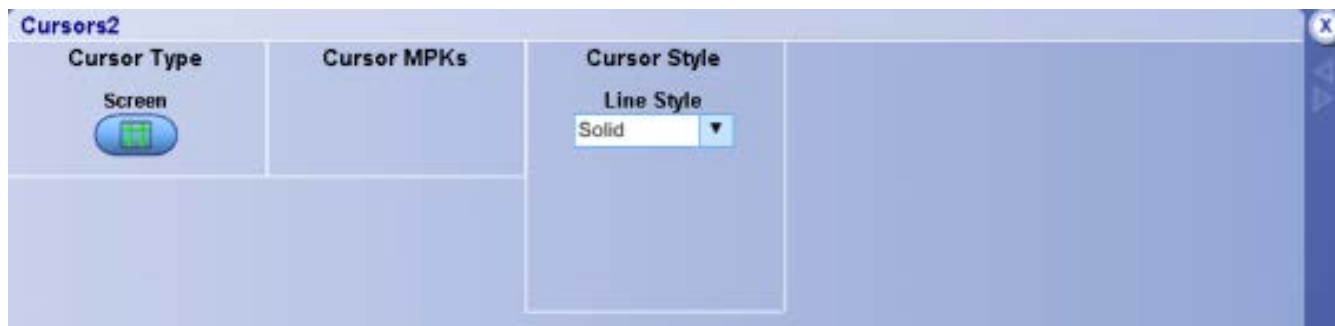 Cursors2
X
Cursor Type
Cursor MPKs
Cursor Style
Screen
Line Style
Solid